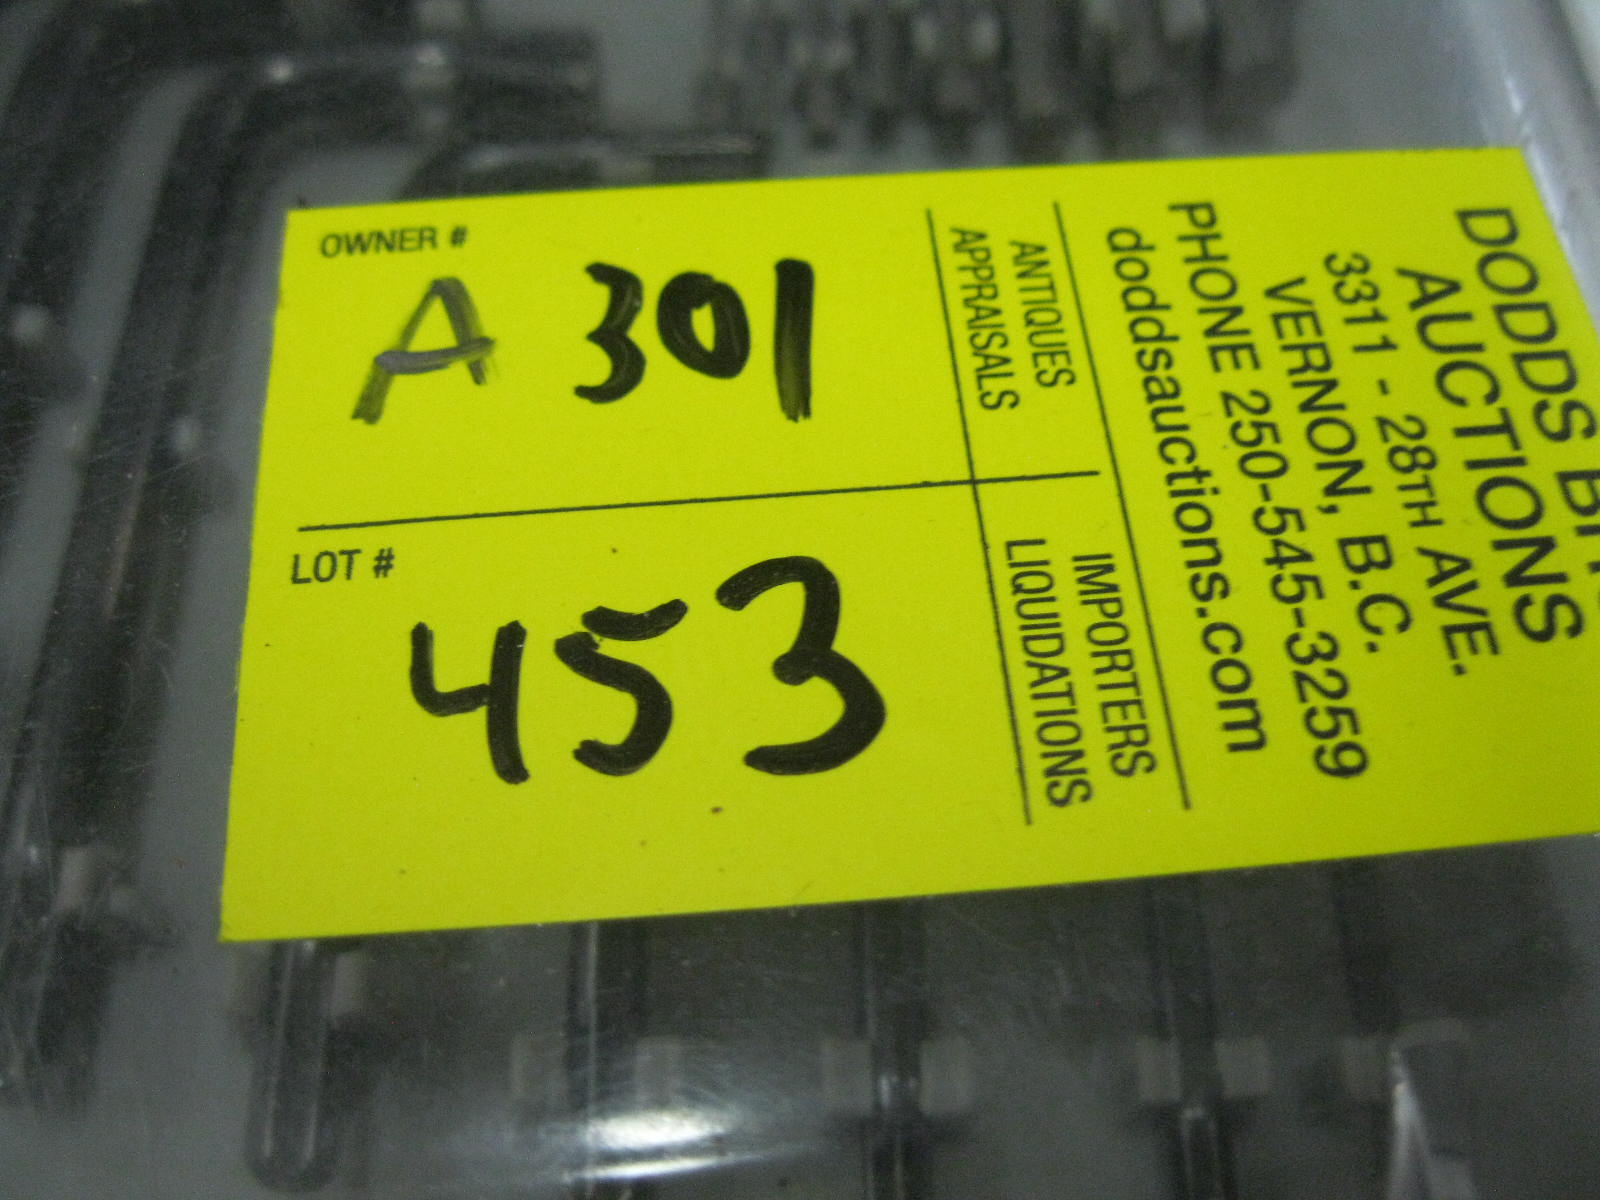 OWNER #
A 301
LOT #
453
ANTIQUES
APPRAISALS
IMPORTERS
LIQUIDATIONS
DODDS
AUCTIONS
3311 - 28TH AVE.
VERNON, B.C.
PHONE 250-545-3259
doddsauctions.com